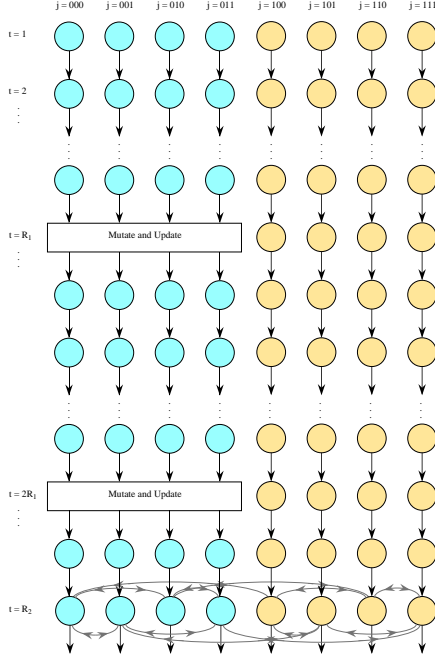 j = 000 j = 001 j = 010 j = 011 j = 100 j = 101 j = 110 j = 111
t = 1
t = 2
t = R₁
Mutate and Update
t = 2R₁
Mutate and Update
t = R₂